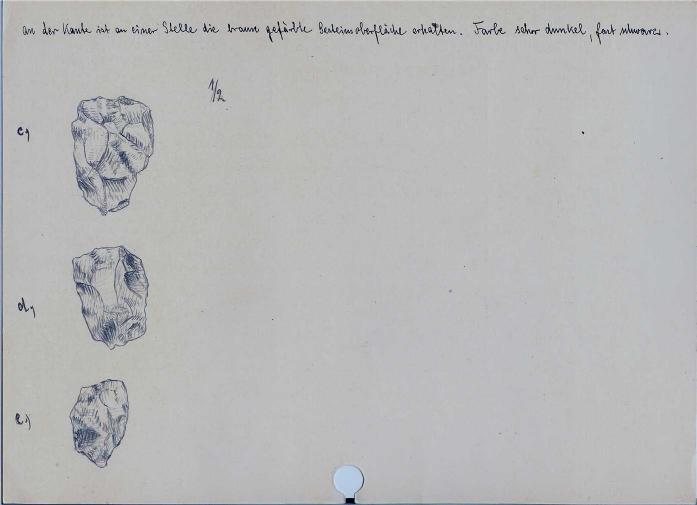 an der Kante ist an einer Stelle die braun gefärbte Gesteinsoberfläche erhalten. Farbe sehr dunkel, fast schwarz.
1/2
c,
d,
e,